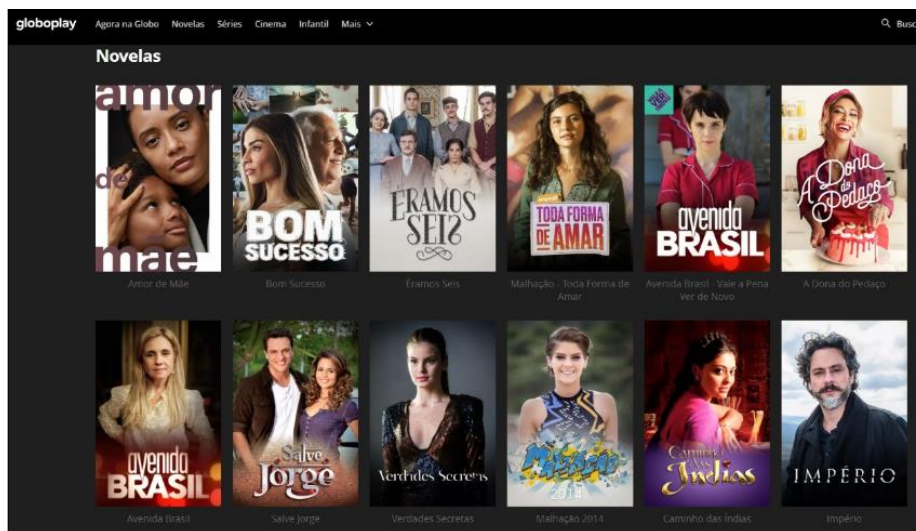 globoplay Agora na Globo Novelas Séries Cinema Infantil Mais Busc
Novelas
amor
de
mãe
BOM
SUCESSO
ÉRAMOS
SEIS
TODA FORMA
DE AMAR
avenida
BRASIL
A Dona
do
Pedaço
Amor de Mãe
Bom Sucesso
Éramos Seis
Malhação - Toda Forma de
Amar
Avenida Brasil - Vale a Pena
Ver de Novo
A Dona do Pedaço
avenida
BRASIL
Salve
Jorge
Verdades Secretas
MALHAÇÃO
2014
Caminho
das
Índias
IMPÉRIO
Avenida Brasil
Salve Jorge
Verdades Secretas
Malhação 2014
Caminho das Índias
Império